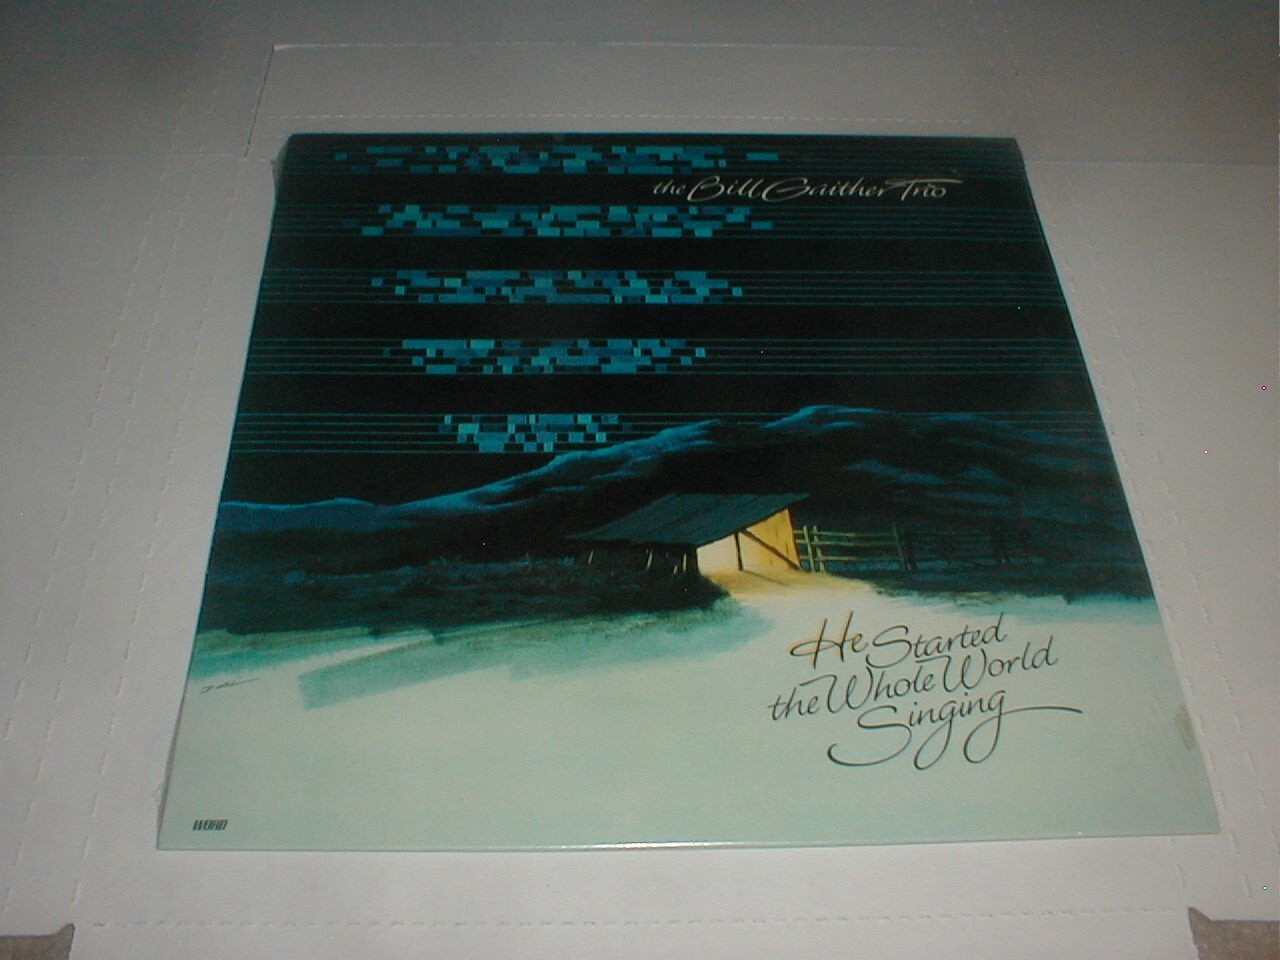 the Bill Gaither Trio
He Started
the Whole World
Singing
WORD